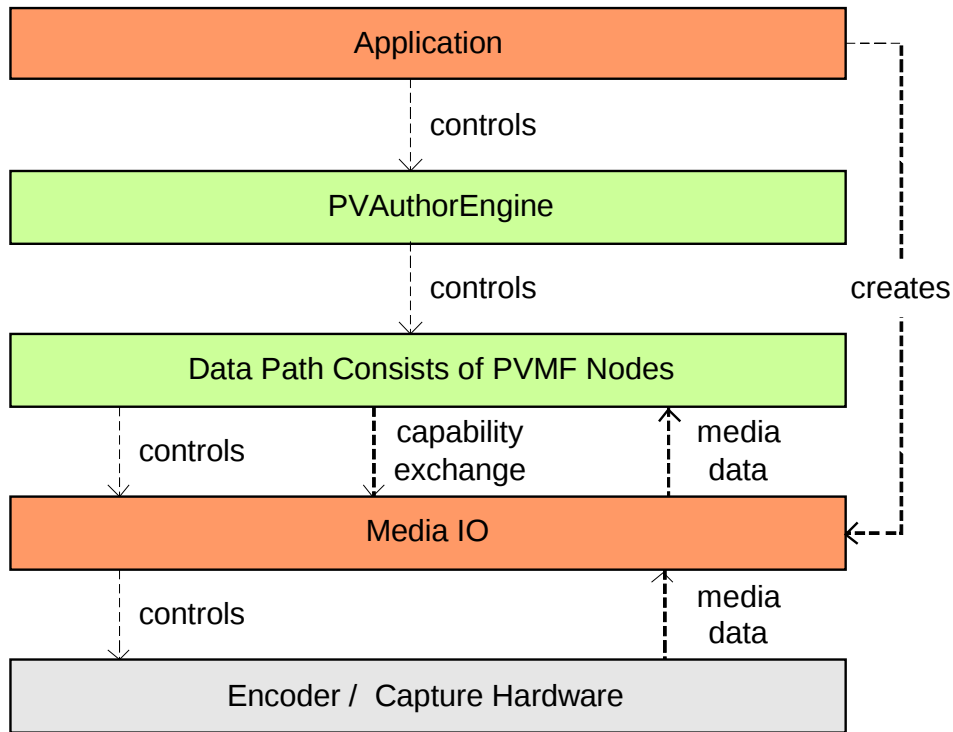 Application
controls
PVAuthorEngine
controls
creates
Data Path Consists of PVMF Nodes
controls
capability
exchange
media
data
Media IO
controls
media
data
Encoder / Capture Hardware